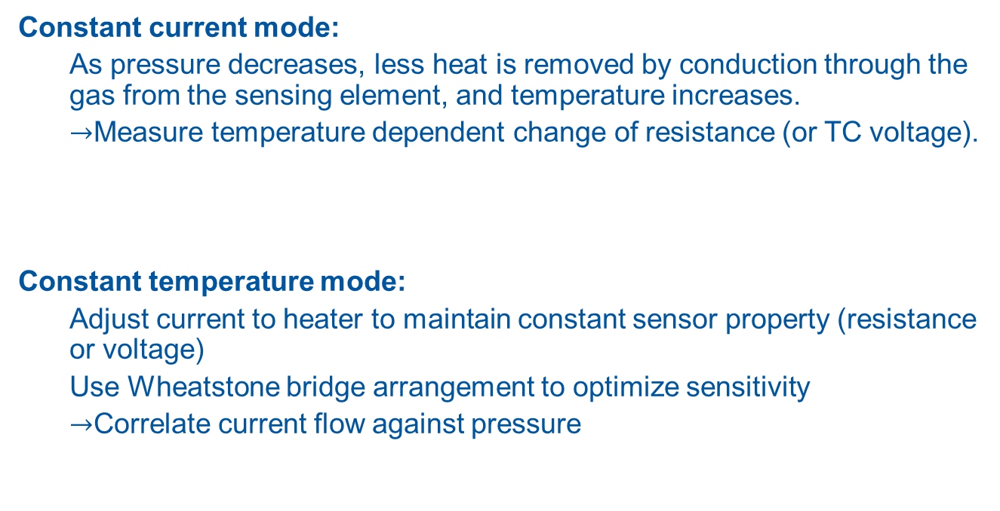 Constant current mode:
As pressure decreases, less heat is removed by conduction through the
gas from the sensing element, and temperature increases.
→Measure temperature dependent change of resistance (or TC voltage).
Constant temperature mode:
Adjust current to heater to maintain constant sensor property (resistance
or voltage)
Use Wheatstone bridge arrangement to optimize sensitivity
→Correlate current flow against pressure